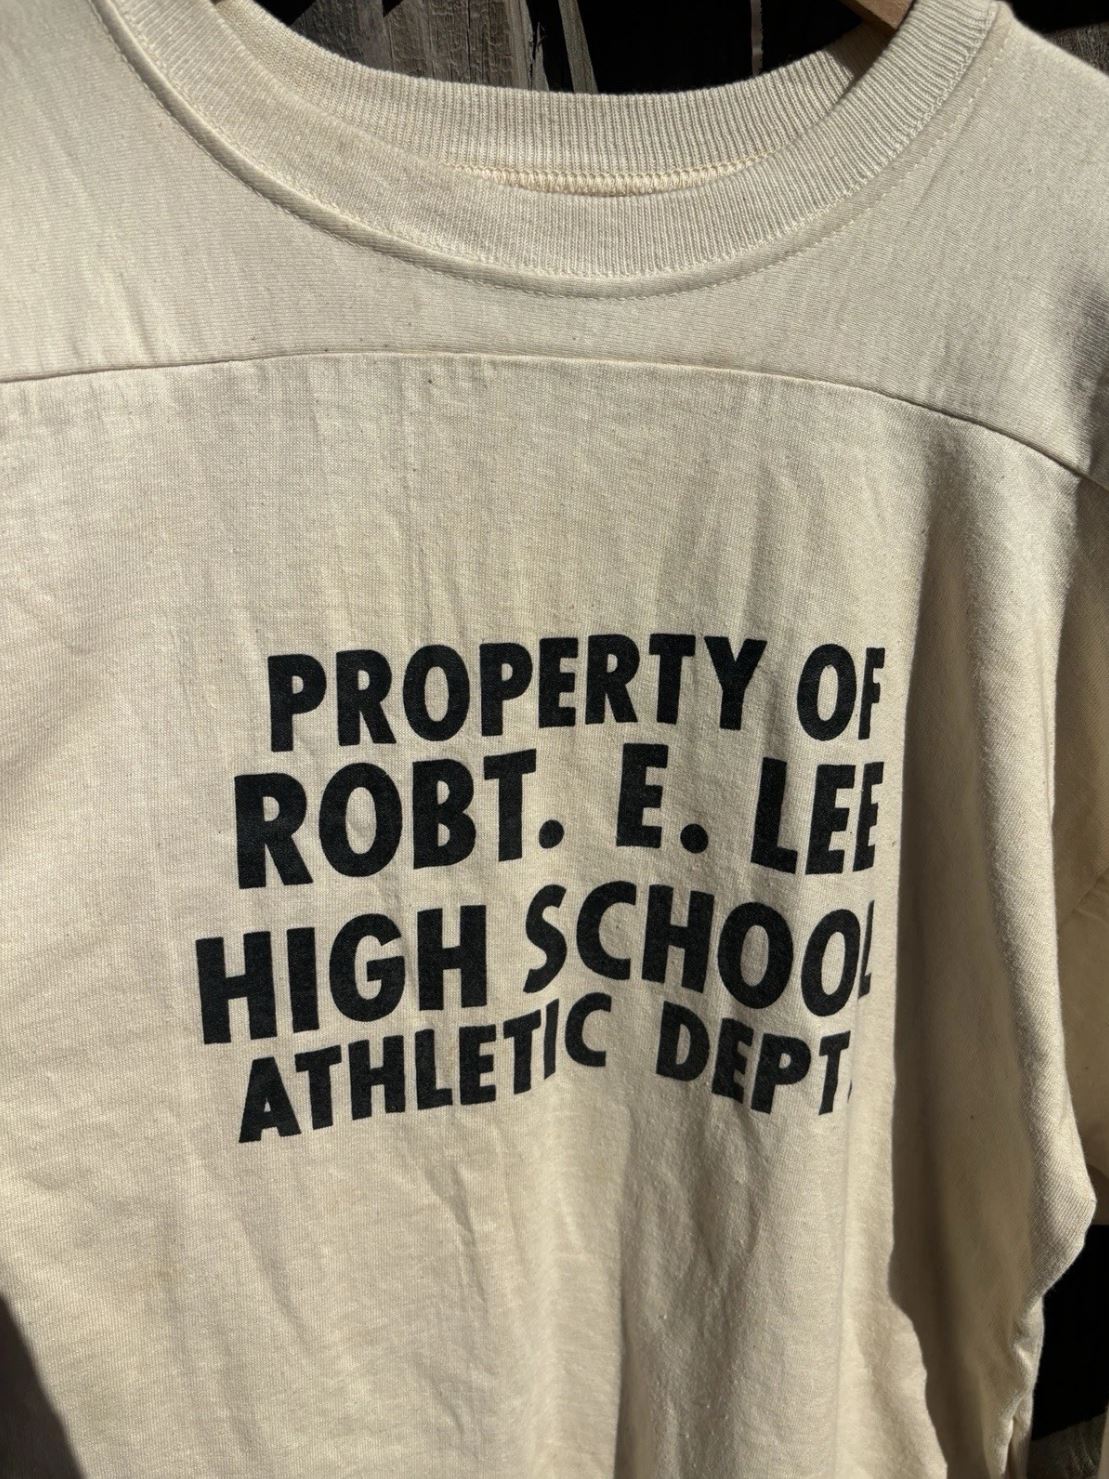 PROPERTY OF
ROBT. E. LEE
HIGH SCHOOL
ATHLETIC DEPT.